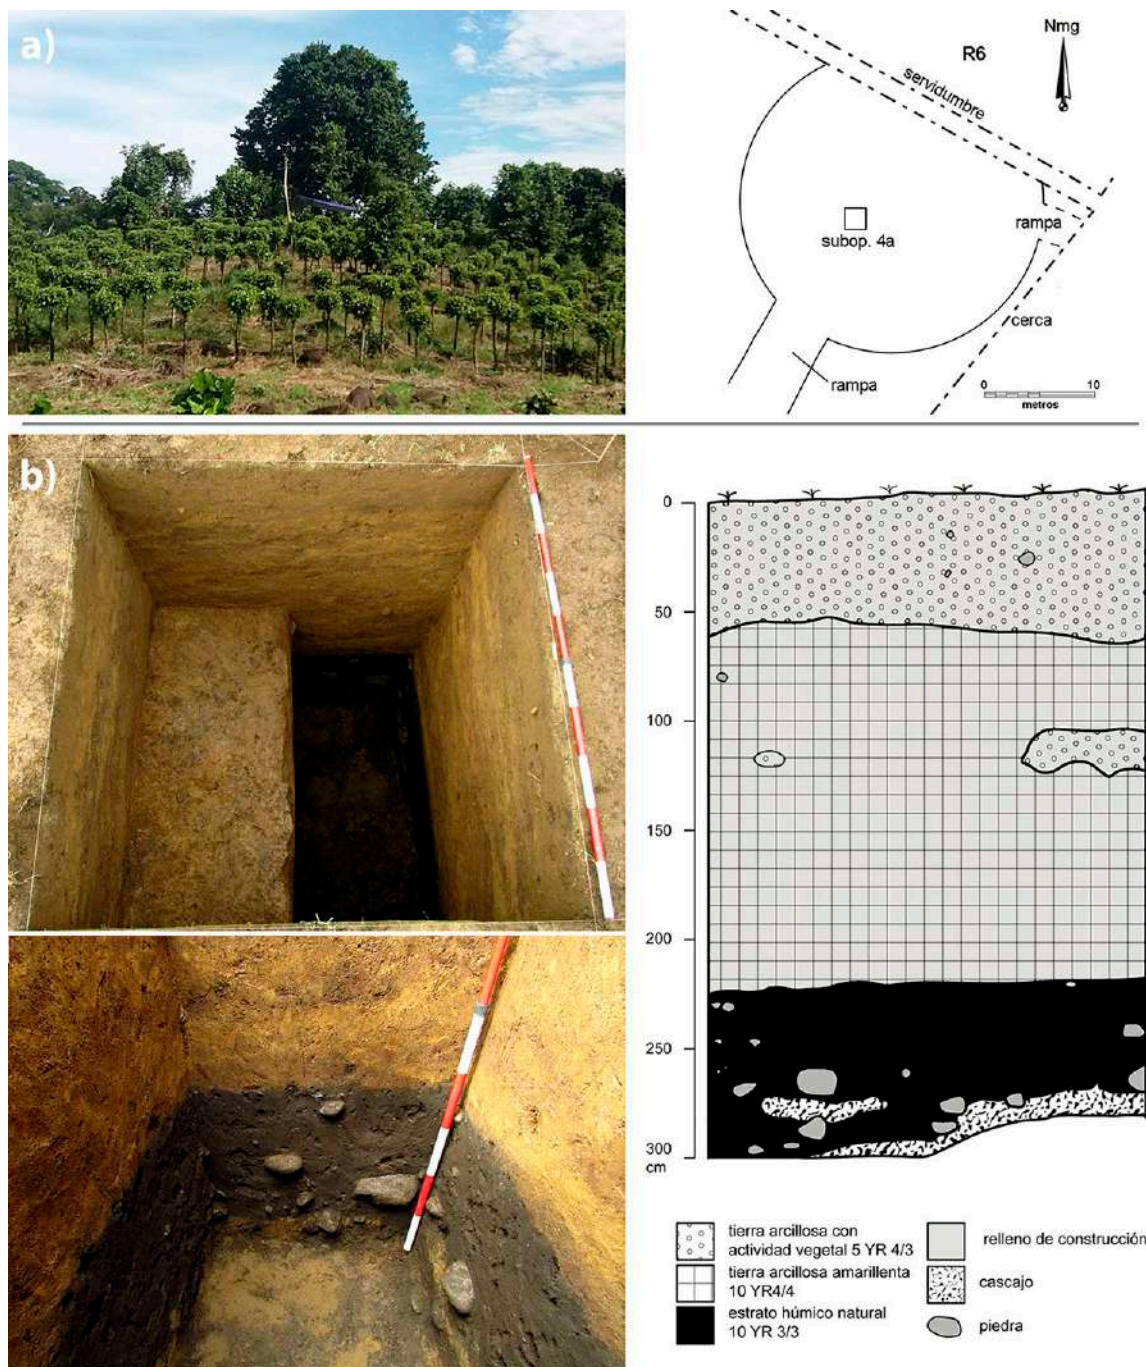 a)
Nmg
R6
servidumbre
rampa
subop. 4a
cerca
rampa
0 10
metros
b)
0
50
100
150
200
250
300
cm
tierra arcillosa con
actividad vegetal 5 YR 4/3
tierra arcillosa amarillenta
10 YR4/4
estrato húmico natural
10 YR 3/3
relleno de construcción
cascajo
piedra